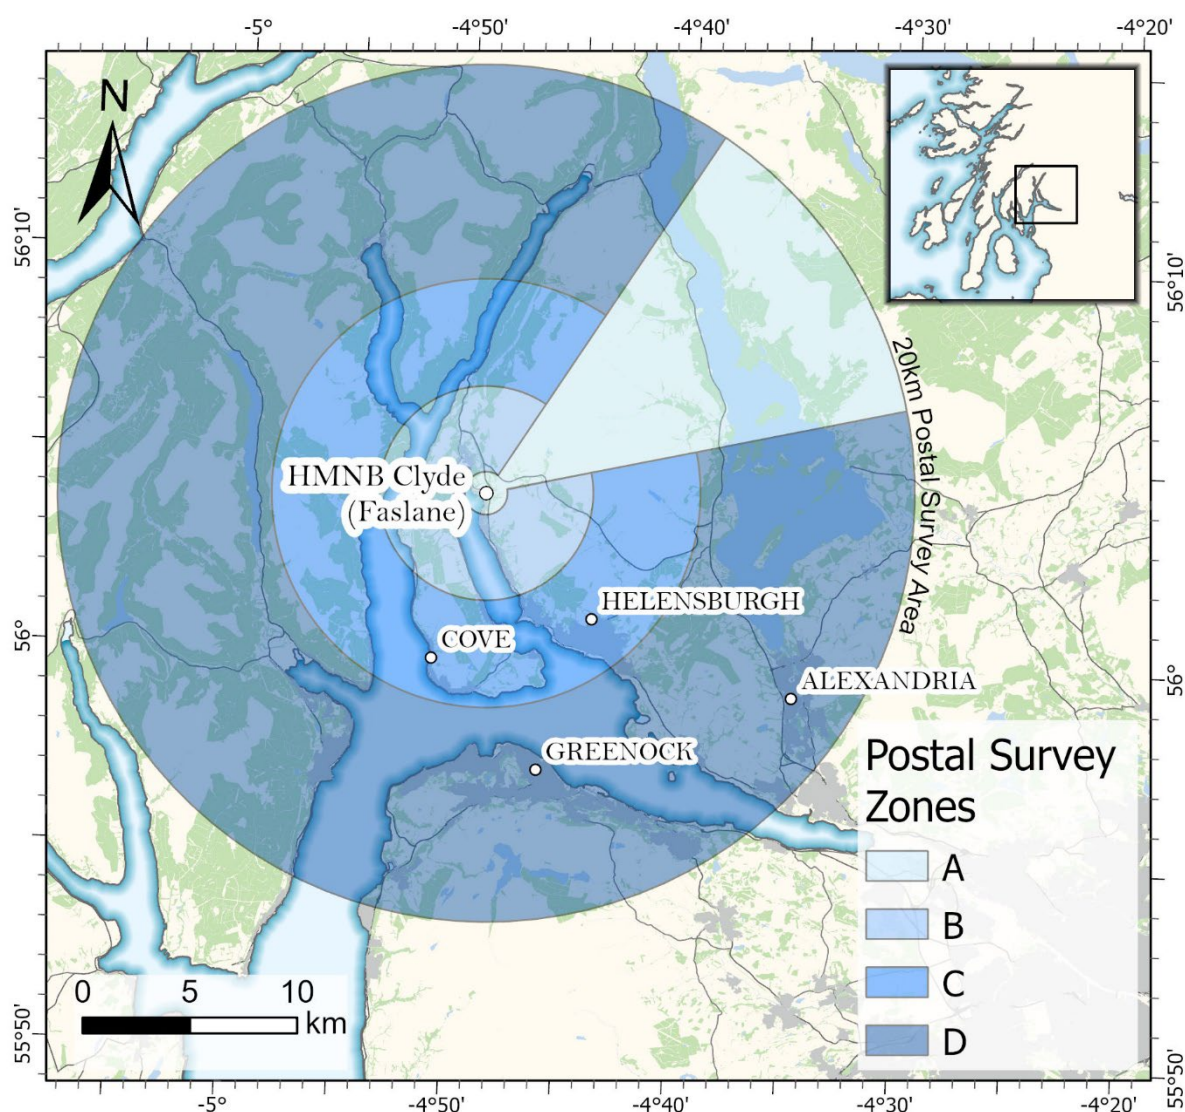 -5°
-4°50'
-4°40'
-4°30'
-4°20'
N
56°10'
56°10'
20km Postal Survey Area
HMNB Clyde
(Faslane)
HELENSBURGH
56°
COVE
56°
ALEXANDRIA
GREENOCK
Postal Survey
Zones
A
B
C
D
0 5 10
km
55°50'
55°50'
-5°
-4°50'
-4°40'
-4°30'
-4°20'